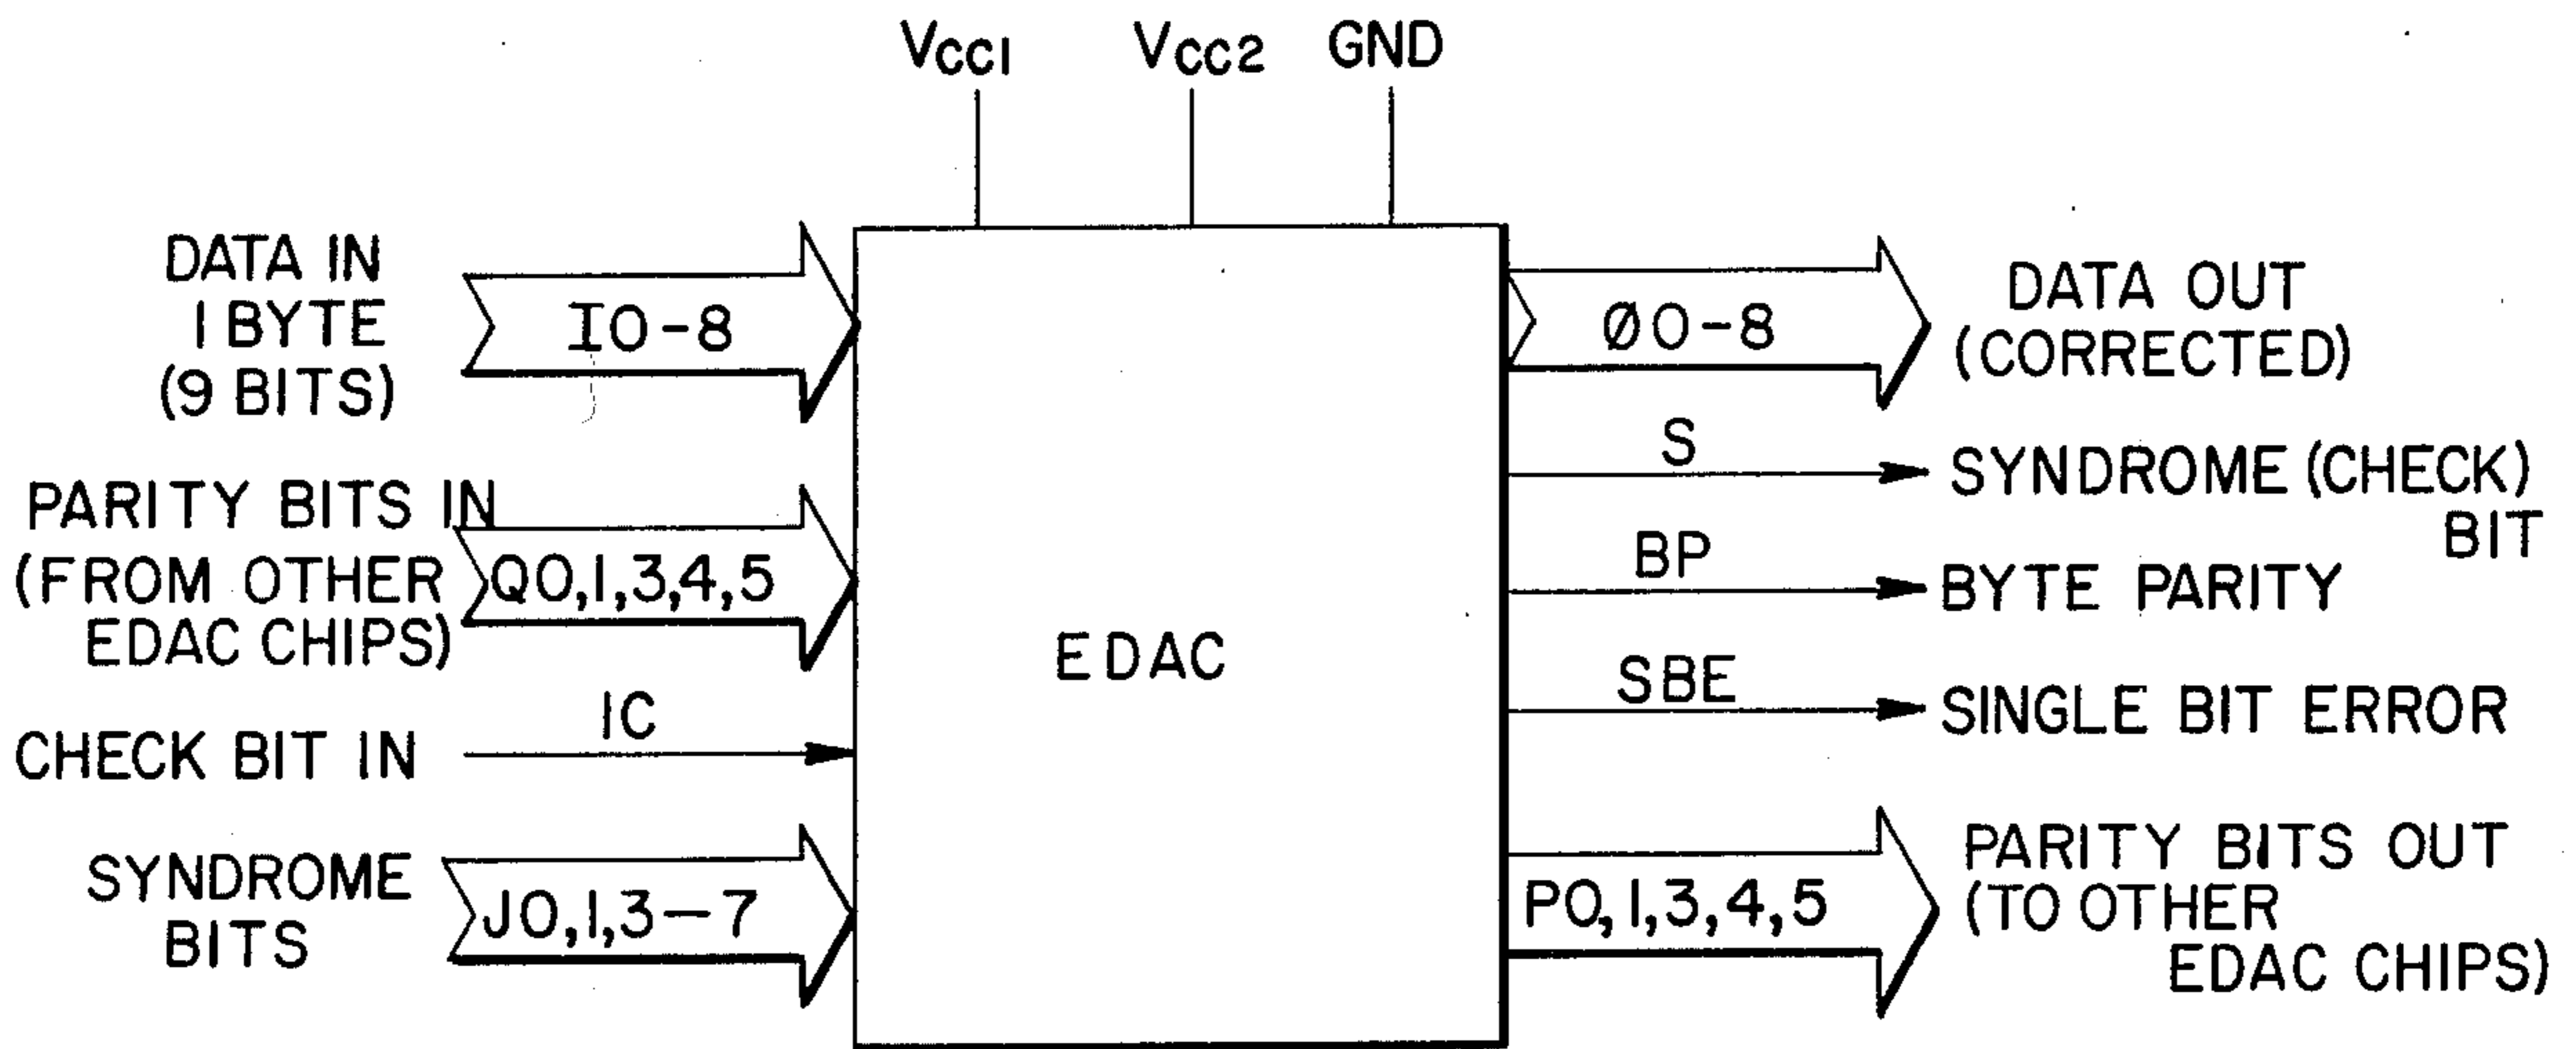 VCC1
VCC2
GND
DATA IN
1 BYTE
(9 BITS)
I0-8
PARITY BITS IN
(FROM OTHER
EDAC CHIPS)
Q0,1,3,4,5
CHECK BIT IN
IC
SYNDROME
BITS
J0,1,3-7
EDAC
Ø0-8
DATA OUT
(CORRECTED)
S
SYNDROME (CHECK)
BIT
BP
BYTE PARITY
SBE
SINGLE BIT ERROR
P0,1,3,4,5
PARITY BITS OUT
(TO OTHER
EDAC CHIPS)